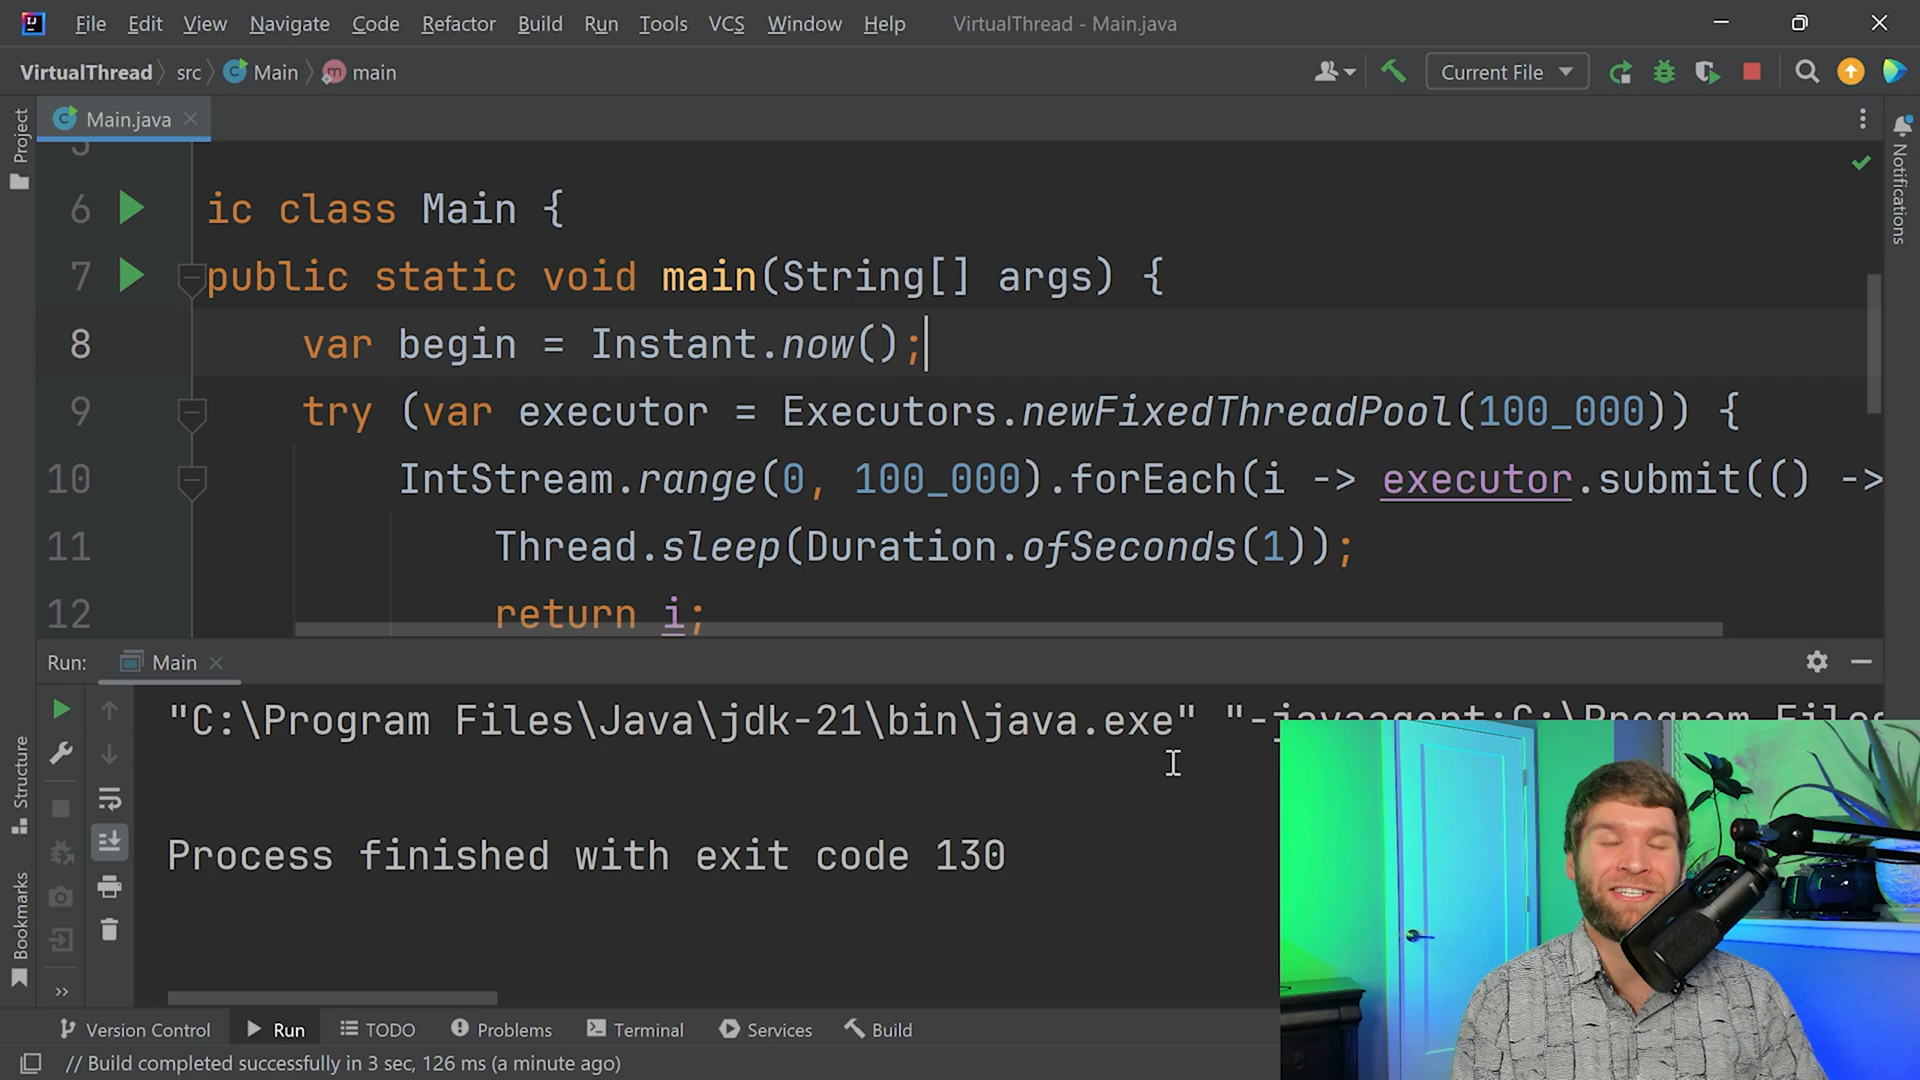 File Edit View Navigate Code Refactor Build Run Tools VCS Window Help VirtualThread - Main.java
VirtualThread src Main main Current File
Project
Main.java
Notifications
6 ic class Main {
7 public static void main(String[] args) {
8 var begin = Instant.now();
9 try (var executor = Executors.newFixedThreadPool(100_000)) {
10 IntStream.range(0, 100_000).forEach(i -> executor.submit(() ->
11 Thread.sleep(Duration.ofSeconds(1));
12 return i;
Run: Main
"C:\Program Files\Java\jdk-21\bin\java.exe" "-javaagent:C:\Program Files
Process finished with exit code 130
Structure
Bookmarks
Version Control Run TODO Problems Terminal Services Build
// Build completed successfully in 3 sec, 126 ms (a minute ago)